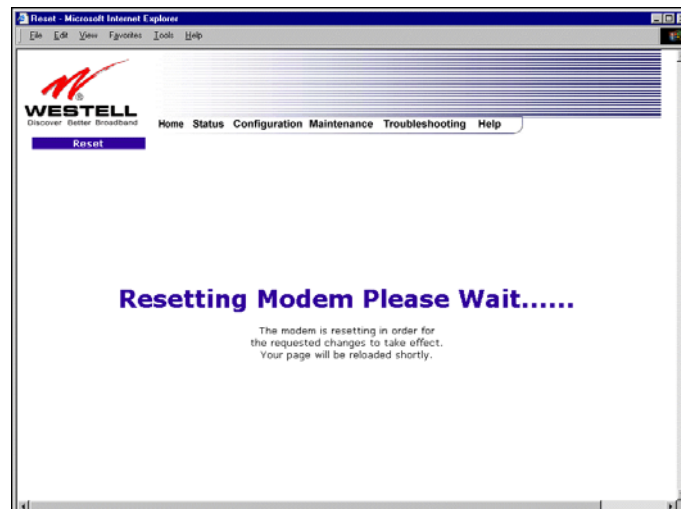 Reset - Microsoft Internet Explorer
File Edit View Favorites Tools Help
WESTELL
Discover Better Broadband
Home Status Configuration Maintenance Troubleshooting Help
Reset
Resetting Modem Please Wait......
The modem is resetting in order for
the requested changes to take effect.
Your page will be reloaded shortly.